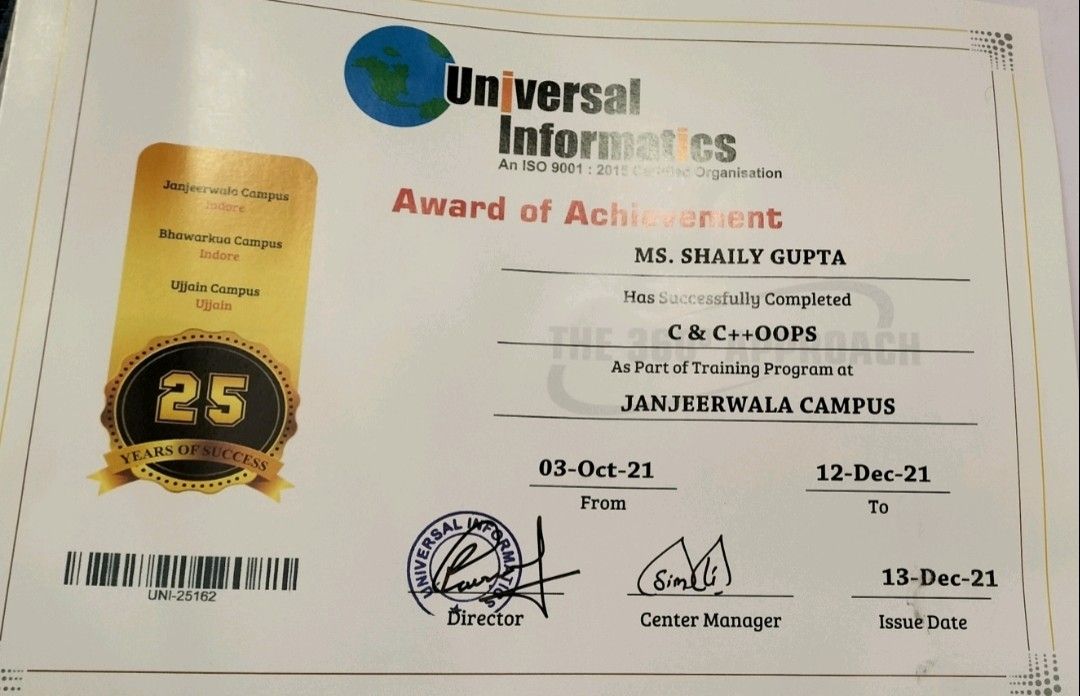 Universal
Informatics
An ISO 9001 : 2015 Certified Organisation
Award of Achievement
Janjeerwala Campus
Indore
Bhawarkua Campus
Indore
Ujjain Campus
Ujjain
25
YEARS OF SUCCESS
UNI-25162
MS. SHAILY GUPTA
Has Successfully Completed
THE 360° APPROACH
C & C++OOPS
As Part of Training Program at
JANJEERWALA CAMPUS
03-Oct-21
From
12-Dec-21
To
UNIVERSAL INFORMATICS
Director
Simli
Center Manager
13-Dec-21
Issue Date